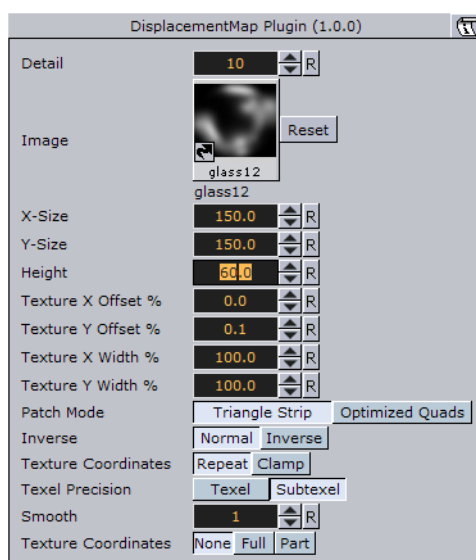 DisplacementMap Plugin (1.0.0)
Detail 10 R
Image Reset
glass12
glass12
X-Size 150.0 R
Y-Size 150.0 R
Height 60.0 R
Texture X Offset % 0.0 R
Texture Y Offset % 0.1 R
Texture X Width % 100.0 R
Texture Y Width % 100.0 R
Patch Mode Triangle Strip Optimized Quads
Inverse Normal Inverse
Texture Coordinates Repeat Clamp
Texel Precision Texel Subtexel
Smooth 1 R
Texture Coordinates None Full Part